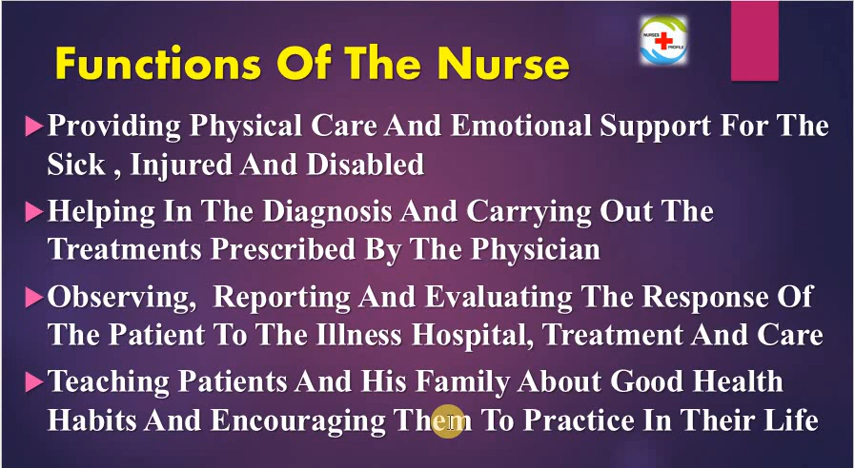 Functions Of The Nurse
NURSES
PROFILE
Providing Physical Care And Emotional Support For The
Sick , Injured And Disabled
Helping In The Diagnosis And Carrying Out The
Treatments Prescribed By The Physician
Observing,  Reporting And Evaluating The Response Of
The Patient To The Illness Hospital, Treatment And Care
Teaching Patients And His Family About Good Health
Habits And Encouraging Them To Practice In Their Life